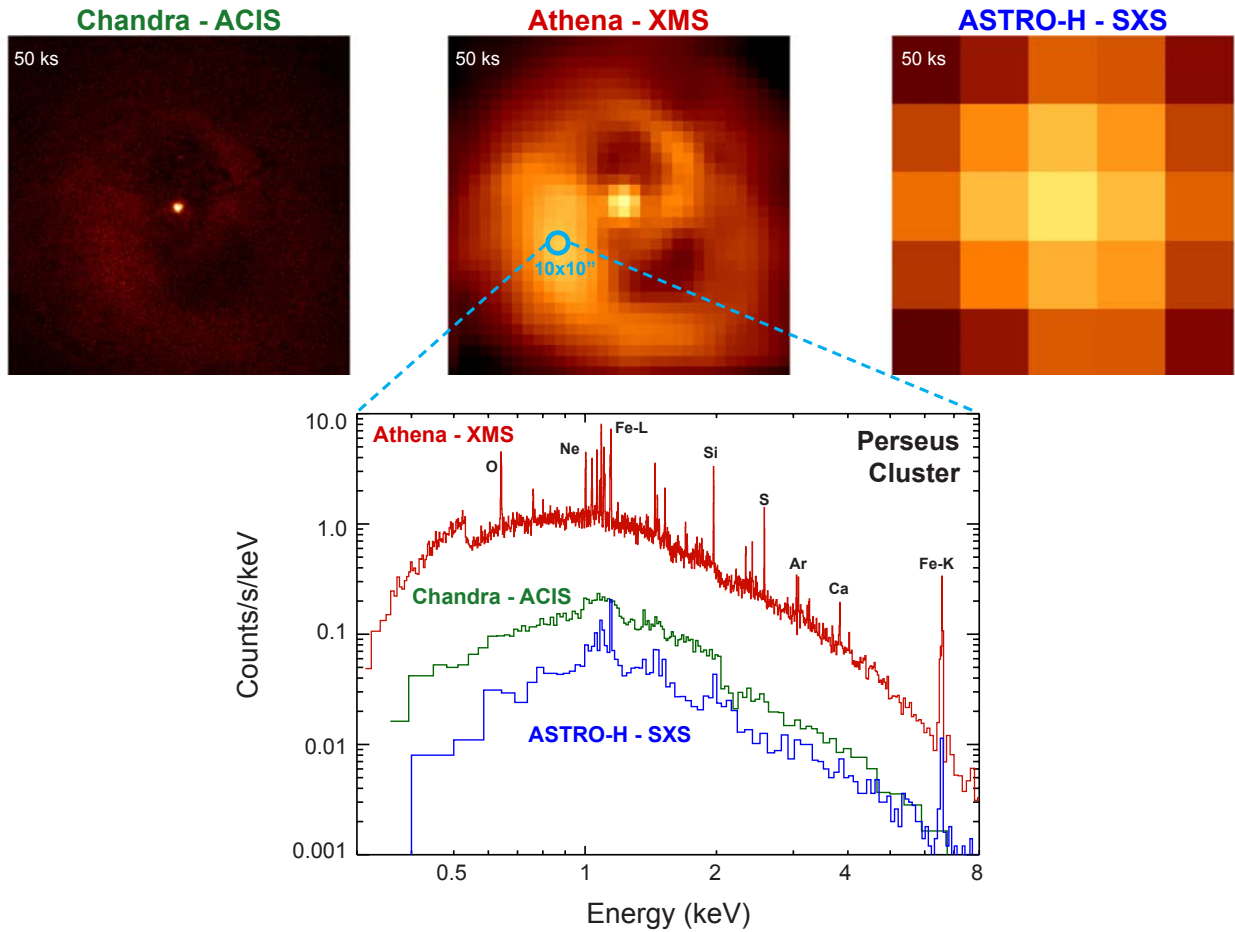 Chandra - ACIS
Athena - XMS
ASTRO-H - SXS
50 ks
50 ks
50 ks
10x10”
10.0
1.0
0.1
0.01
0.001
Counts/s/keV
Athena - XMS
O
Ne
Fe-L
Si
S
Ar
Ca
Fe-K
Perseus
Cluster
Chandra - ACIS
ASTRO-H - SXS
0.5
1
2
4
8
Energy (keV)